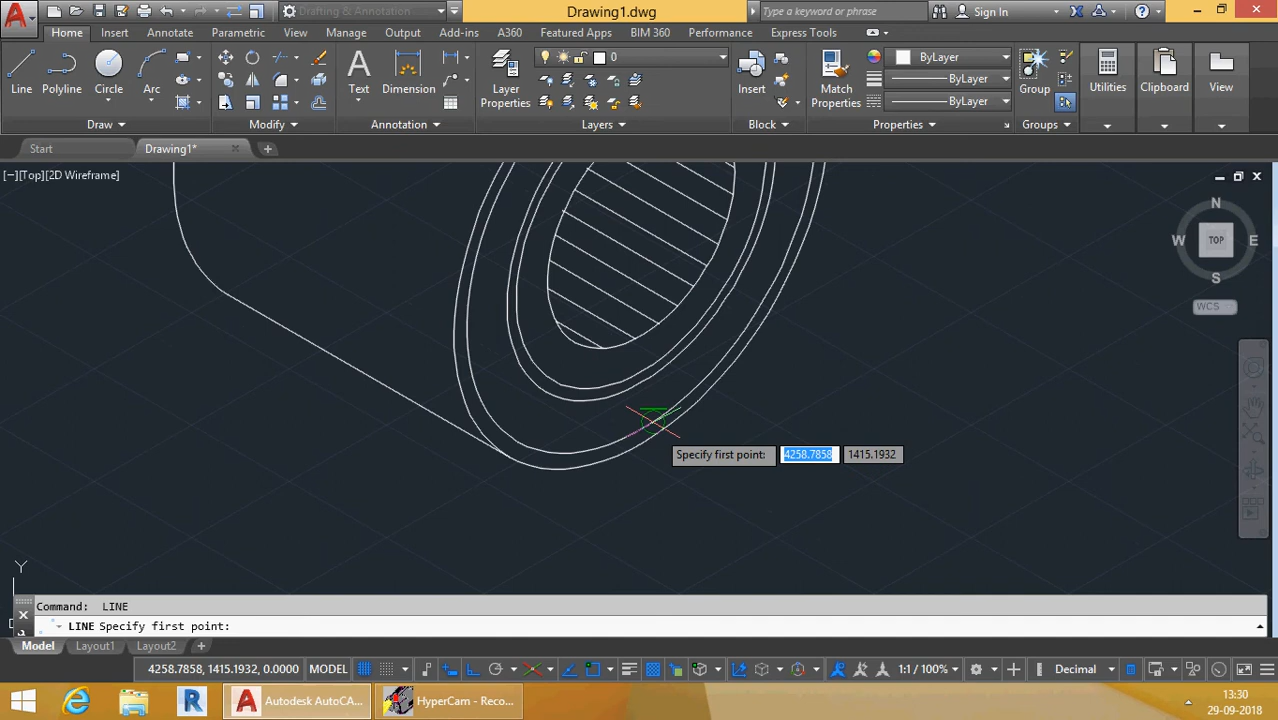 Drafting & Annotation
Drawing1.dwg
Type a keyword or phrase
Sign In
Home Insert Annotate Parametric View Manage Output Add-ins A360 Featured Apps BIM 360 Performance Express Tools
Line Polyline Circle Arc
Text Dimension
Layer Properties
0
Insert
Match Properties
ByLayer
ByLayer
ByLayer
Group
Utilities
Clipboard
View
Draw Modify Annotation Layers Block Properties Groups
Start Drawing1*
[−][Top][2D Wireframe]
N
W TOP E
S
WCS
Specify first point: 4258.7858 1415.1932
Y
Command: LINE
LINE Specify first point:
Model Layout1 Layout2
4258.7858, 1415.1932, 0.0000 MODEL 1:1 / 100% Decimal
Autodesk AutoCA... HyperCam - Reco...
13:30
29-09-2018